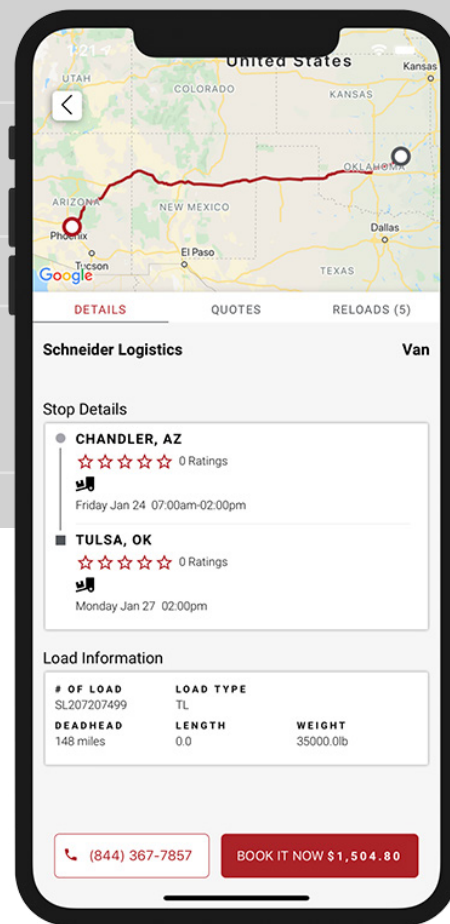 1:21
United States
Kansas
UTAH
COLORADO
KANSAS
OKLAHOMA
ARIZONA
NEW MEXICO
Phoenix
Dallas
El Paso
Tucson
TEXAS
Google
DETAILS QUOTES RELOADS (5)
Schneider Logistics Van
Stop Details
CHANDLER, AZ
0 Ratings
Friday Jan 24 07:00am-02:00pm
TULSA, OK
0 Ratings
Monday Jan 27 02:00pm
Load Information
# OF LOAD LOAD TYPE
SL207207499 TL
DEADHEAD LENGTH WEIGHT
148 miles 0.0 35000.0lb
(844) 367-7857 BOOK IT NOW $1,504.80